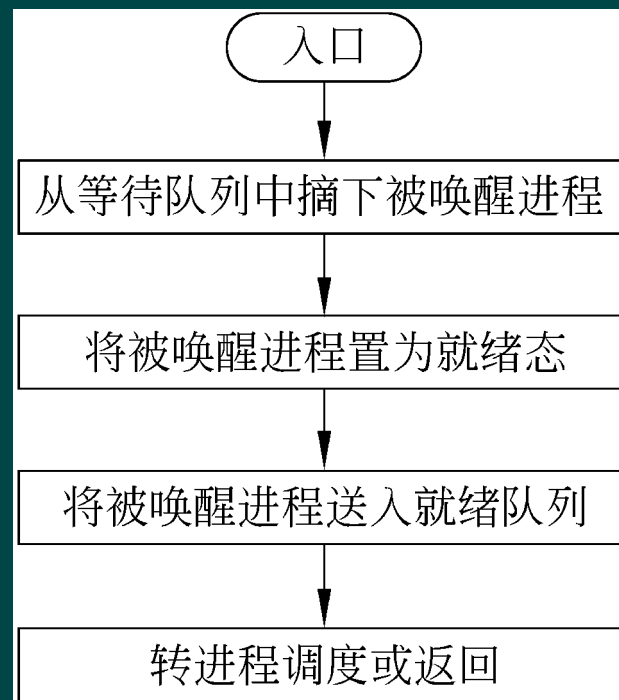 入口
从等待队列中摘下被唤醒进程
将被唤醒进程置为就绪态
将被唤醒进程送入就绪队列
转进程调度或返回